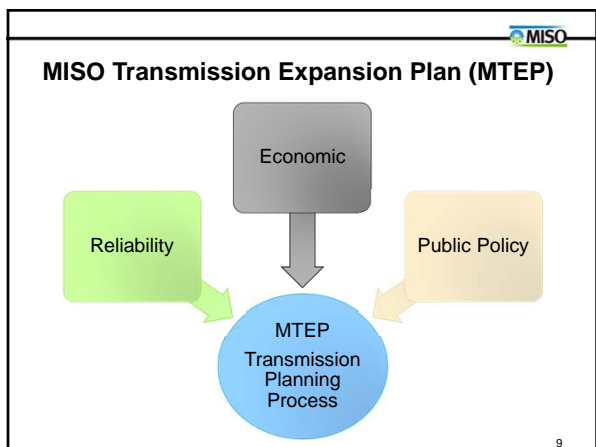 MISO
MISO Transmission Expansion Plan (MTEP)
Economic
Reliability
Public Policy
MTEP
Transmission
Planning
Process
9